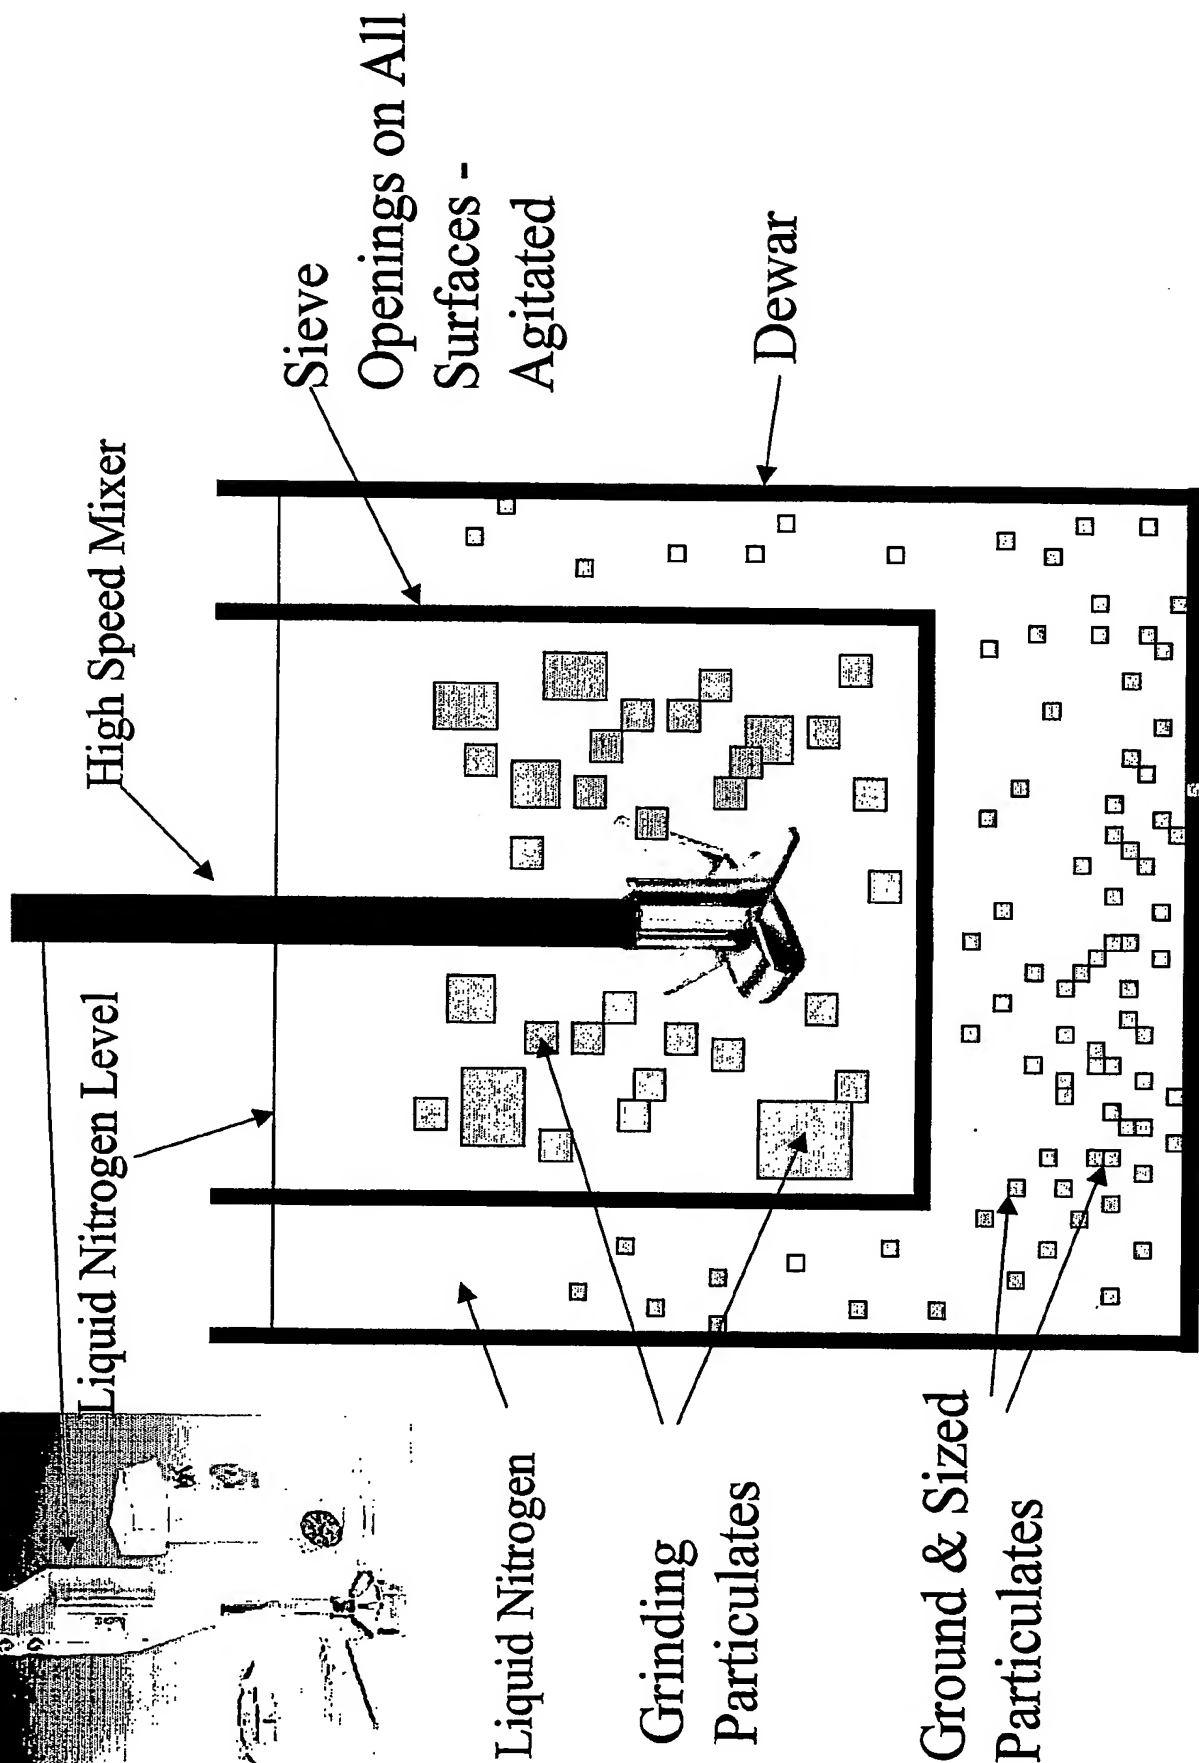 High Speed Mixer
Liquid Nitrogen Level
Sieve
Openings on All
Surfaces -
Agitated
Dewar
Liquid Nitrogen
Grinding
Particulates
Ground & Sized
Particulates